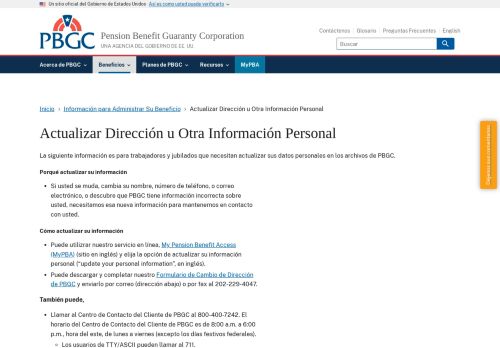 Un sitio oficial del Gobierno de Estados Unidos Así es como usted puede verificarlo
Contáctenos Glosario Preguntas Frecuentes English
PBGC
Pension Benefit Guaranty Corporation
UNA AGENCIA DEL GOBIERNO DE EE. UU
Buscar
Acerca de PBGC Beneficios Planes de PBGC Recursos MyPBA
Inicio › Información para Administrar Su Beneficio › Actualizar Dirección u Otra Información Personal
Actualizar Dirección u Otra Información Personal
La siguiente información es para trabajadores y jubilados que necesitan actualizar sus datos personales en los archivos de PBGC.
Porqué actualizar su información
• Si usted se muda, cambia su nombre, número de teléfono, o correo
electrónico, o descubre que PBGC tiene información incorrecta sobre
usted, necesitamos esa nueva información para mantenemos en contacto
con usted.
Cómo actualizar su información
• Puede utilizar nuestro servicio en línea, My Pension Benefit Access
(MyPBA) (sitio en inglés) y elija la opción de actualizar su información
personal ("update your personal information", en inglés).
• Puede descargar y completar nuestro Formulario de Cambio de Dirección
de PBGC y enviarlo por correo (dirección abajo) o por fax al 202-229-4047.
También puede,
• Llamar al Centro de Contacto del Cliente de PBGC al 800-400-7242. El
horario del Centro de Contacto del Cliente de PBGC es de 8:00 a.m. a 6:00
p.m., hora del este, de lunes a viernes (excepto los días festivos federales).
Los usuarios de TTY/ASCII pueden llamar al 711.